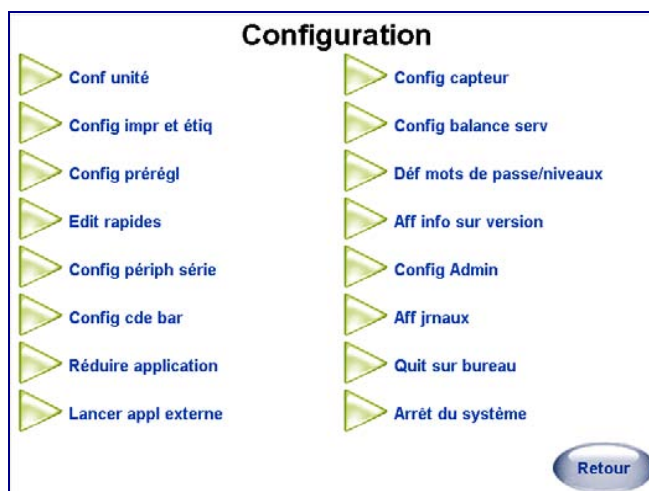 Configuration
Conf unité
Config impr et étiq
Config prérégl
Edit rapides
Config périph série
Config cde bar
Réduire application
Lancer appl externe
Config capteur
Config balance serv
Déf mots de passe/niveaux
Aff info sur version
Config Admin
Aff jrnaux
Quit sur bureau
Arrêt du système
Retour